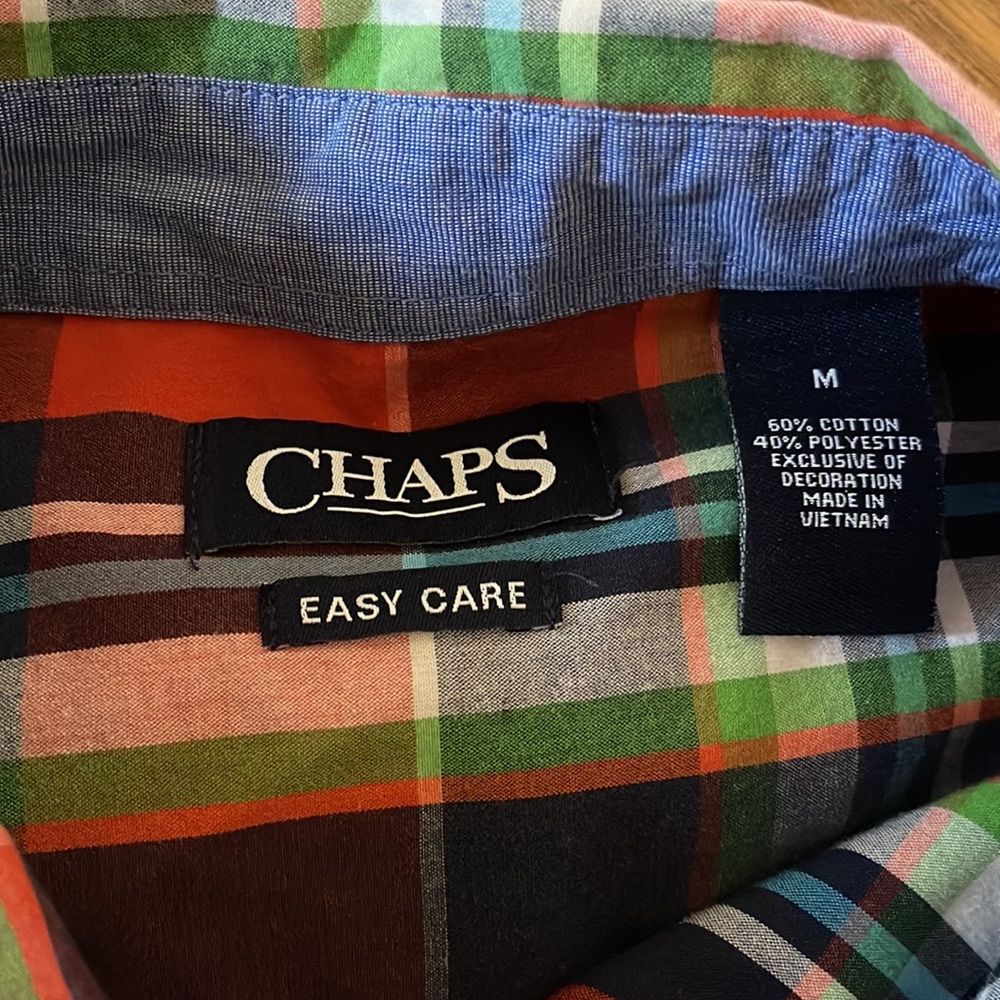 CHAPS
EASY CARE
M
60% COTTON
40% POLYESTER
EXCLUSIVE OF
DECORATION
MADE IN
VIETNAM